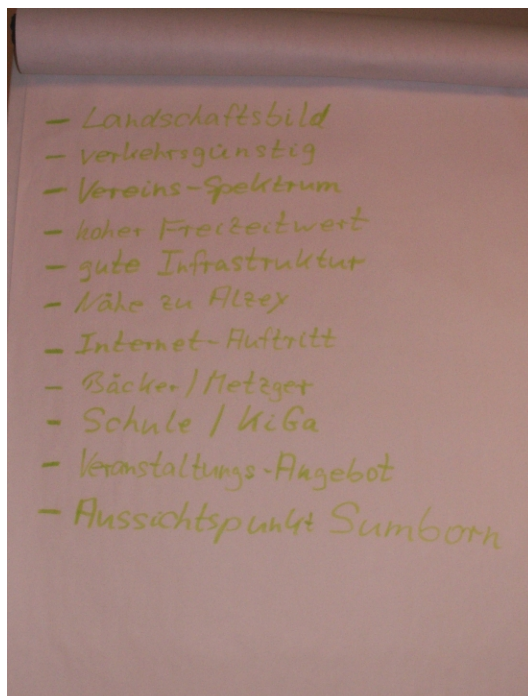 - Landschaftsbild
- verkehrsgünstig
- Vereins-Spektrum
- hoher Freizeitwert
- gute Infrastruktur
- Nähe zu Alzey
- Internet-Auftritt
- Bäcker/Metzger
- Schule / KiGa
- Veranstaltungs-Angebot
- Aussichtspunkt Sumborn